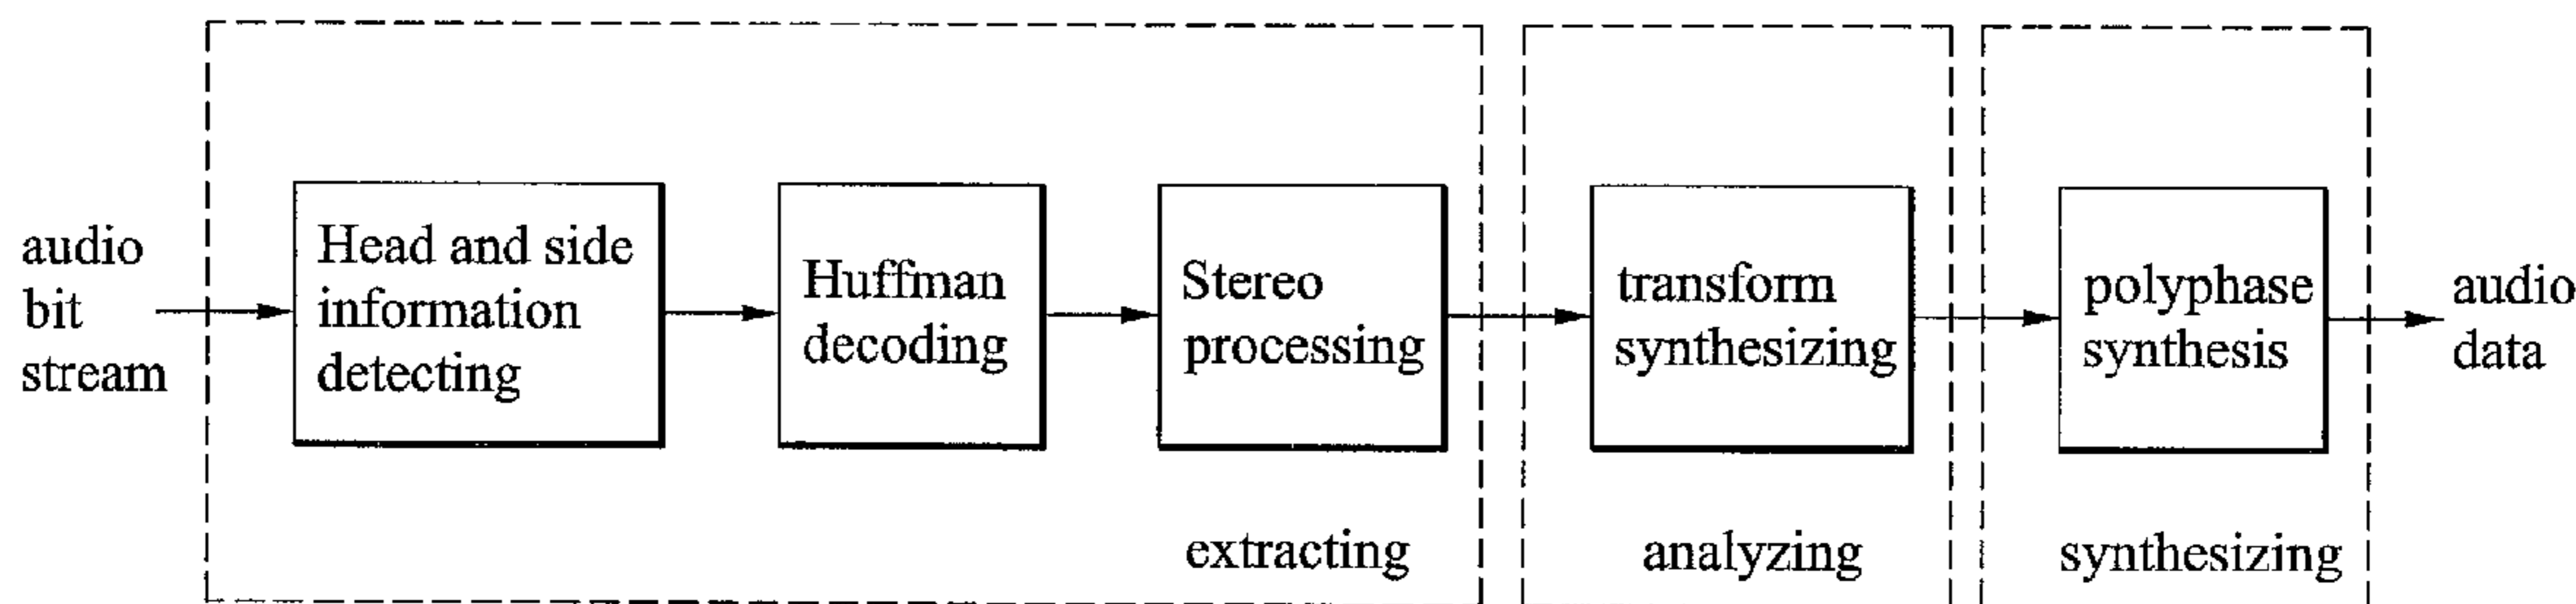 audio
bit
stream
Head and side
information
detecting
Huffman
decoding
Stereo
processing
transform
synthesizing
polyphase
synthesis
audio
data
extracting
analyzing
synthesizing